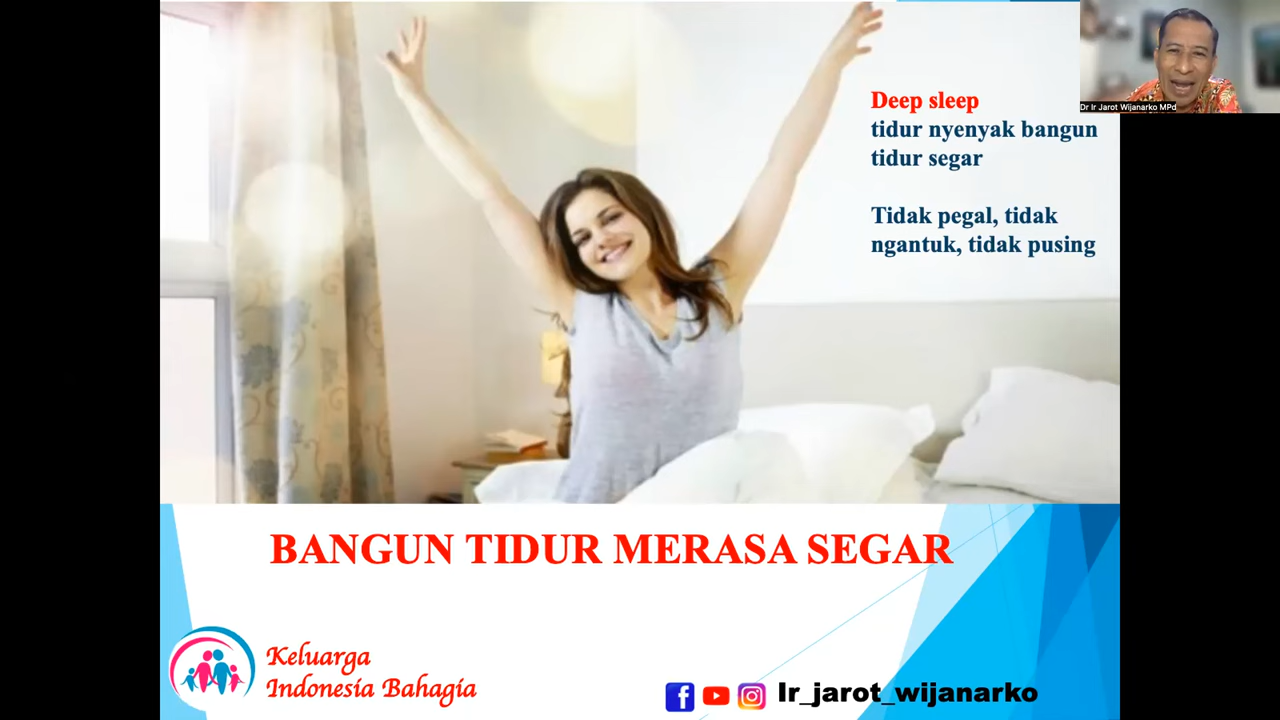 Dr Ir Jarot Wijanarko MPd
Deep sleep
tidur nyenyak bangun
tidur segar
Tidak pegal, tidak
ngantuk, tidak pusing
BANGUN TIDUR MERASA SEGAR
Keluarga
Indonesia Bahagia
Ir_jarot_wijanarko